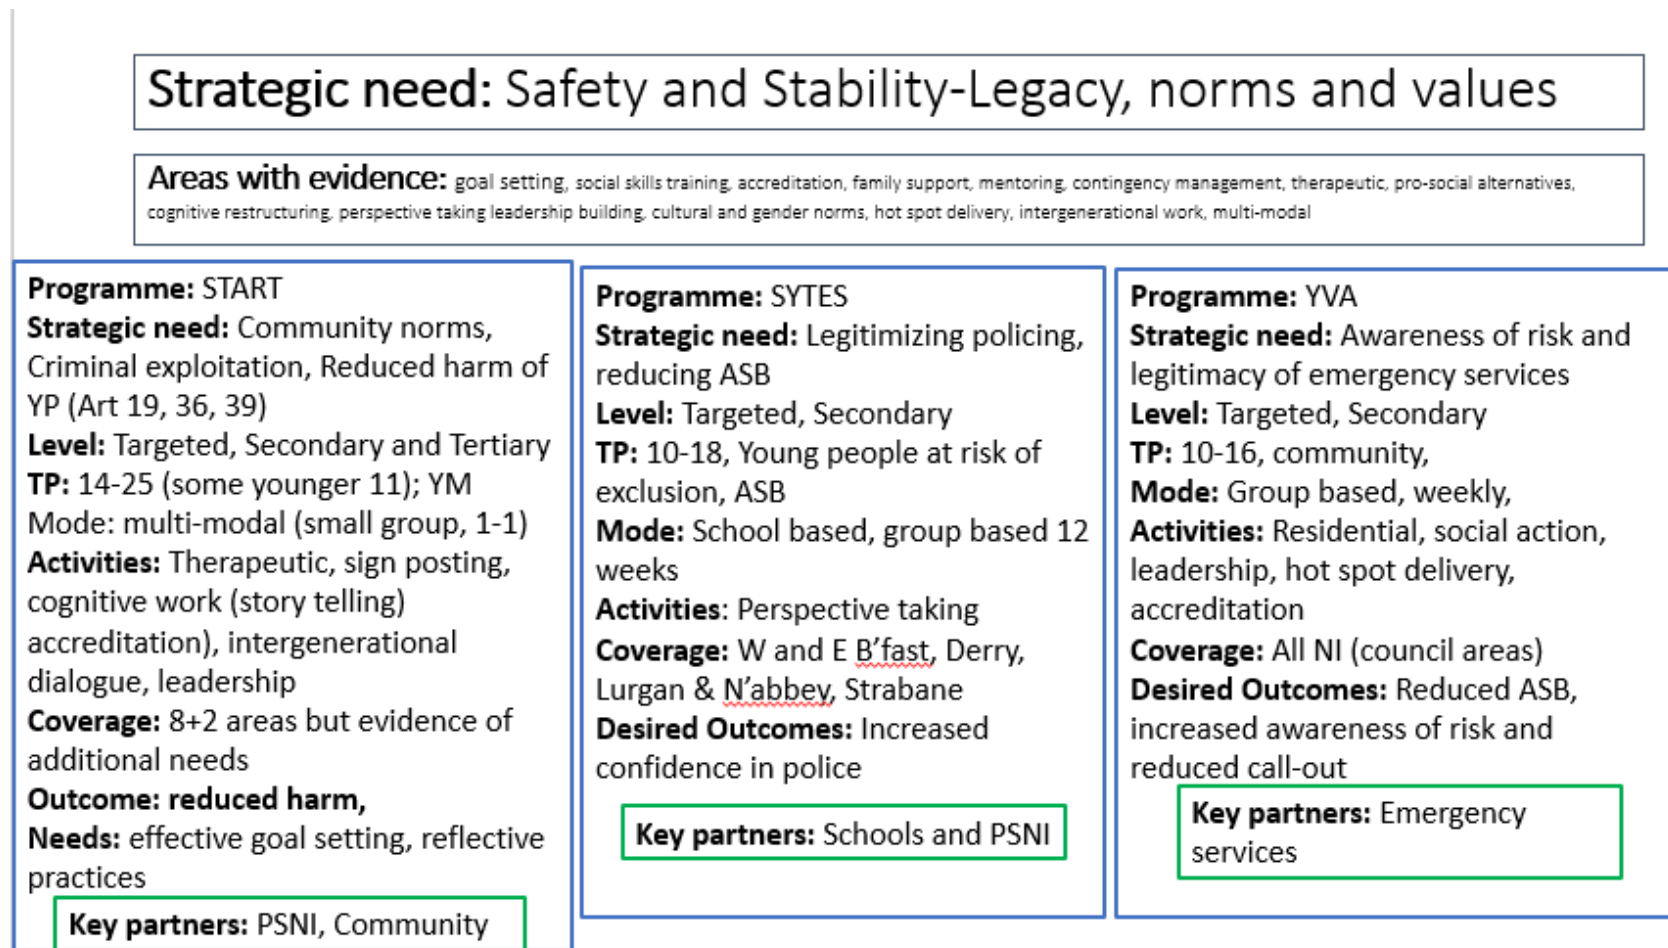 Strategic need: Safety and Stability-Legacy, norms and values
Areas with evidence: goal setting, social skills training, accreditation, family support, mentoring, contingency management, therapeutic, pro-social alternatives,
cognitive restructuring, perspective taking leadership building, cultural and gender norms, hot spot delivery, intergenerational work, multi-modal
Programme: START
Strategic need: Community norms,
Criminal exploitation, Reduced harm of
YP (Art 19, 36, 39)
Level: Targeted, Secondary and Tertiary
TP: 14-25 (some younger 11); YM
Mode: multi-modal (small group, 1-1)
Activities: Therapeutic, sign posting,
cognitive work (story telling)
accreditation), intergenerational
dialogue, leadership
Coverage: 8+2 areas but evidence of
additional needs
Outcome: reduced harm,
Needs: effective goal setting, reflective
practices
Key partners: PSNI, Community
Programme: SYTES
Strategic need: Legitimizing policing,
reducing ASB
Level: Targeted, Secondary
TP: 10-18, Young people at risk of
exclusion, ASB
Mode: School based, group based 12
weeks
Activities: Perspective taking
Coverage: W and E B’fast, Derry,
Lurgan & N’abbey, Strabane
Desired Outcomes: Increased
confidence in police
Key partners: Schools and PSNI
Programme: YVA
Strategic need: Awareness of risk and
legitimacy of emergency services
Level: Targeted, Secondary
TP: 10-16, community,
Mode: Group based, weekly,
Activities: Residential, social action,
leadership, hot spot delivery,
accreditation
Coverage: All NI (council areas)
Desired Outcomes: Reduced ASB,
increased awareness of risk and
reduced call-out
Key partners: Emergency
services